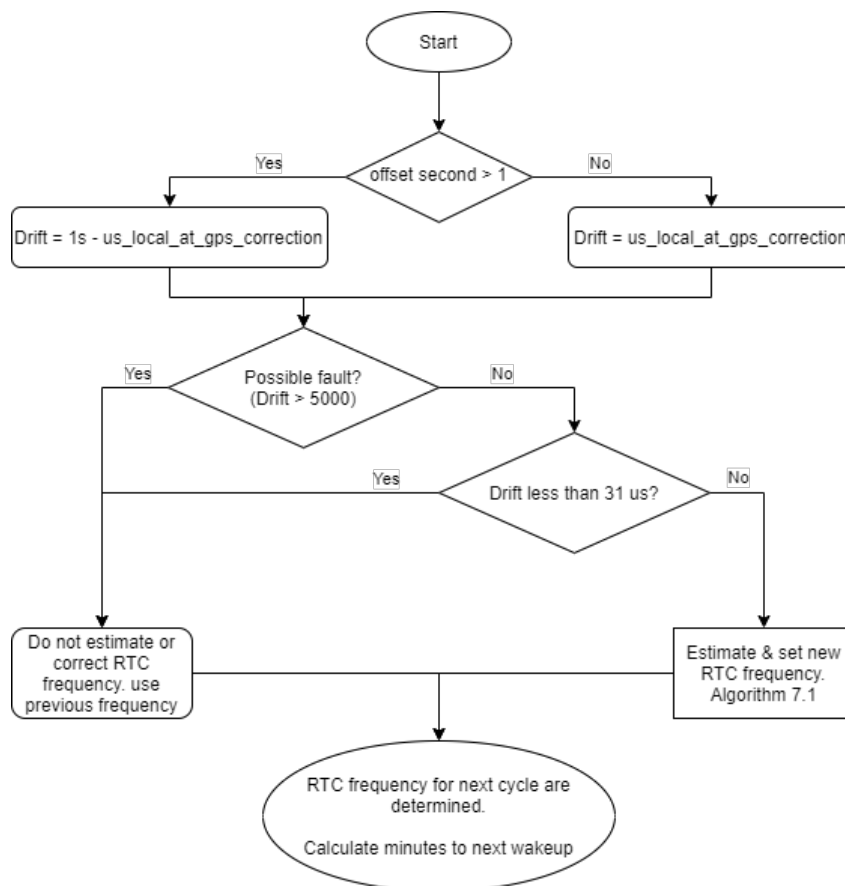 Start
Yes
offset second > 1
No
Drift = 1s - us_local_at_gps_correction
Drift = us_local_at_gps_correction
Yes
Possible fault?
(Drift > 5000)
No
Yes
Drift less than 31 us?
No
Do not estimate or
correct RTC
frequency. use
previous frequency
Estimate & set new
RTC frequency.
Algorithm 7.1
RTC frequency for next cycle are
determined.
Calculate minutes to next wakeup